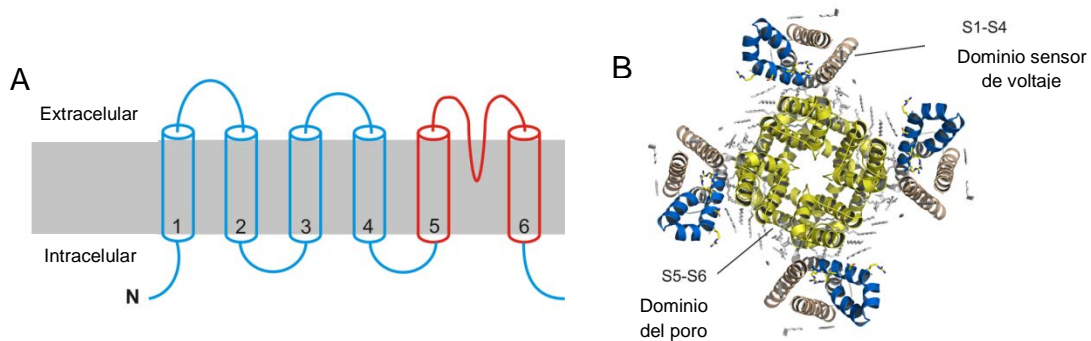 A
Extracelular
1 2 3 4 5 6
Intracelular
N
B
S1-S4
Dominio sensor
de voltaje
S5-S6
Dominio
del poro